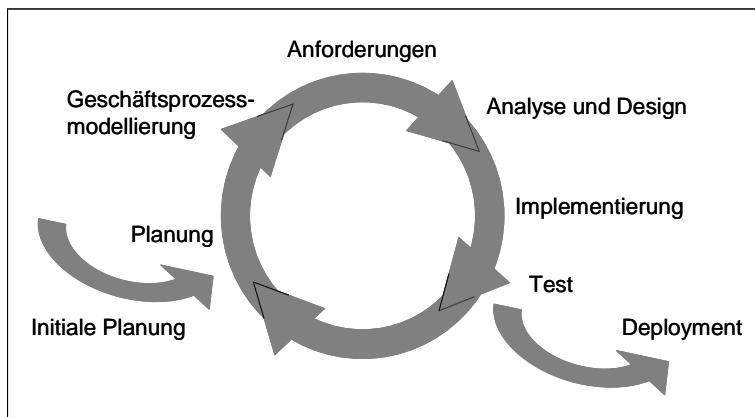 Anforderungen
Geschäftsprozess-
modellierung
Analyse und Design
Implementierung
Planung
Test
Initiale Planung
Deployment